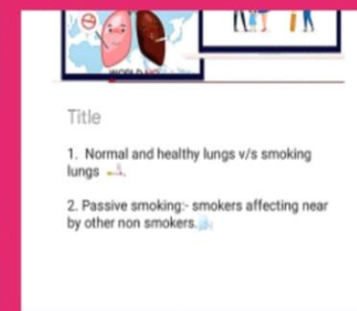 Title
1. Normal and healthy lungs v/s smoking
lungs 🚬
2. Passive smoking:- smokers affecting near
by other non smokers.